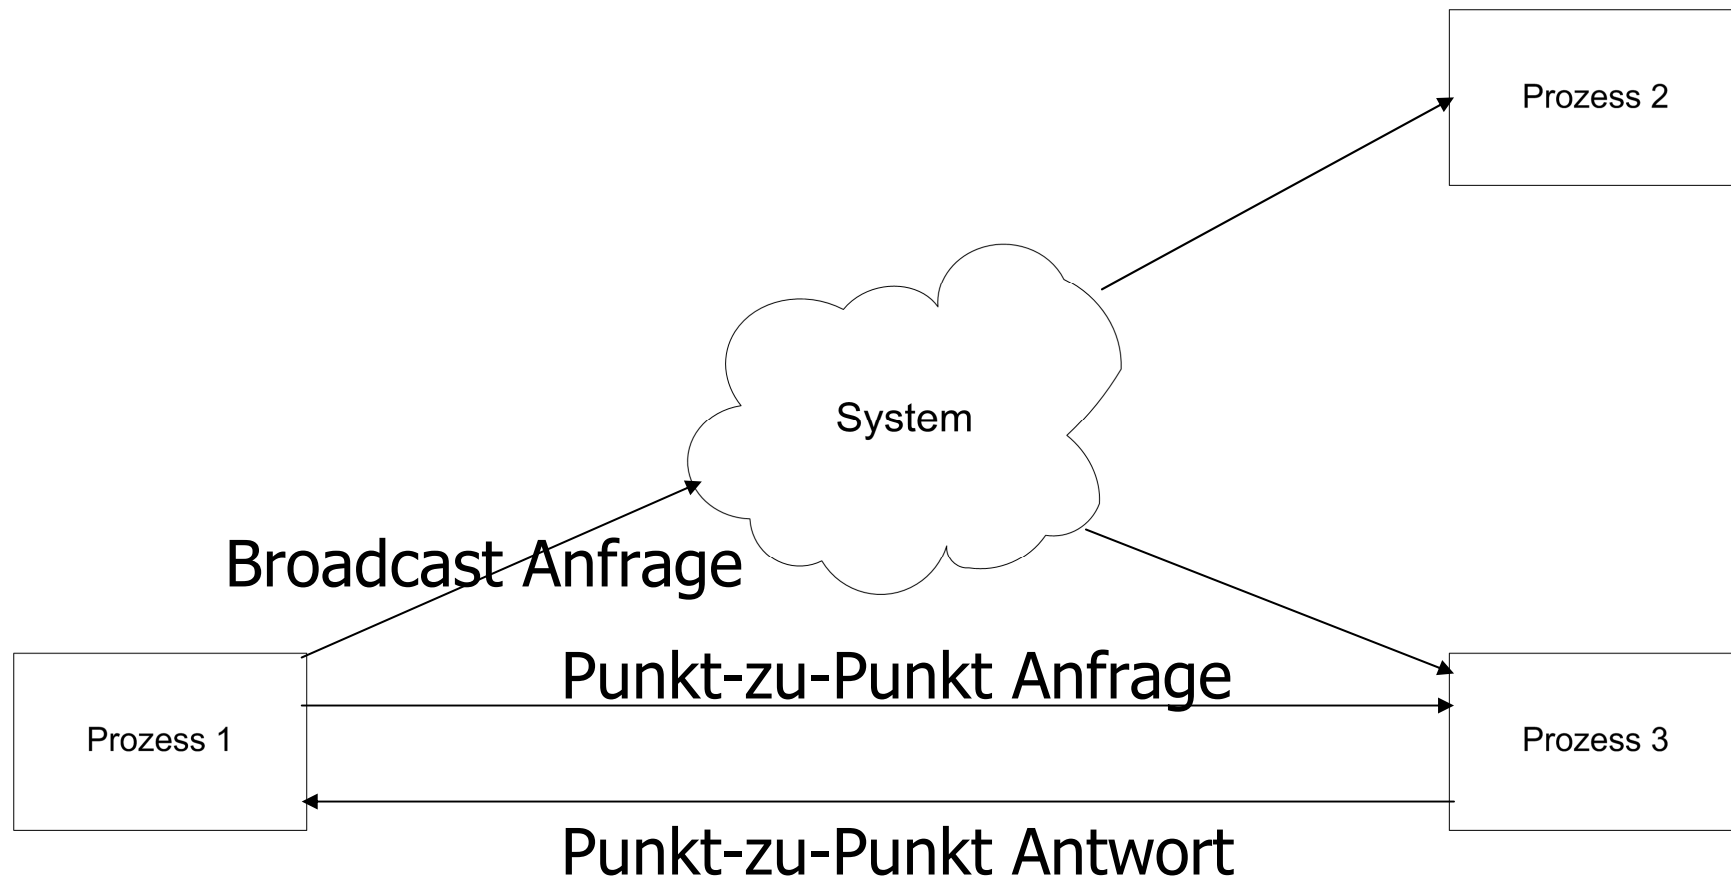 Prozess 2
System
Broadcast Anfrage
Punkt-zu-Punkt Anfrage
Prozess 1
Prozess 3
Punkt-zu-Punkt Antwort